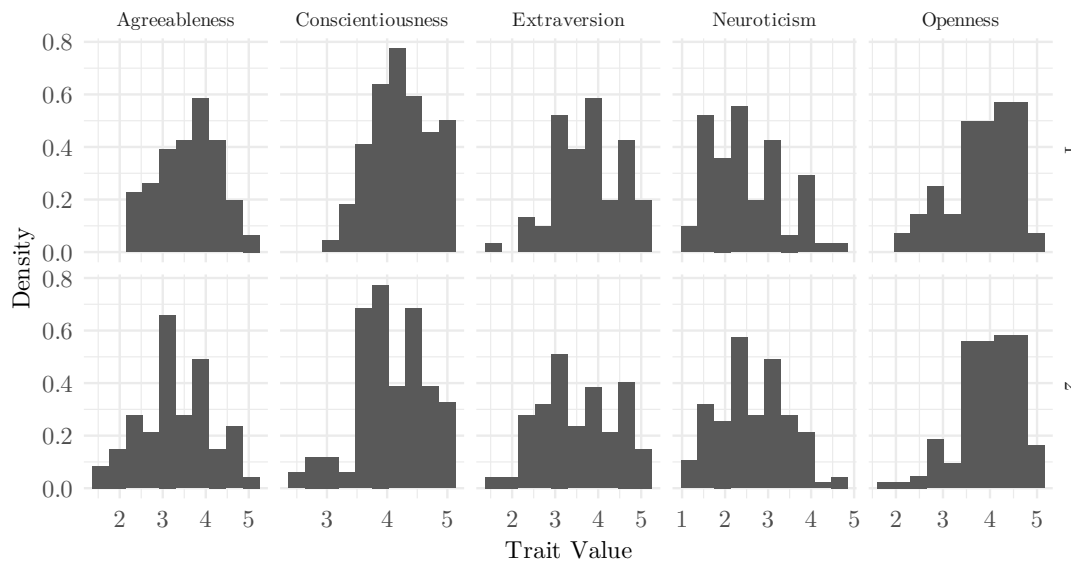 Agreeableness Conscientiousness Extraversion Neuroticism Openness
0.8
0.6
0.4
0.2
0.0
0.8
0.6
0.4
0.2
0.0
Density
2 3 4 5 3 4 5 2 3 4 5 1 2 3 4 5 2 3 4 5
Trait Value